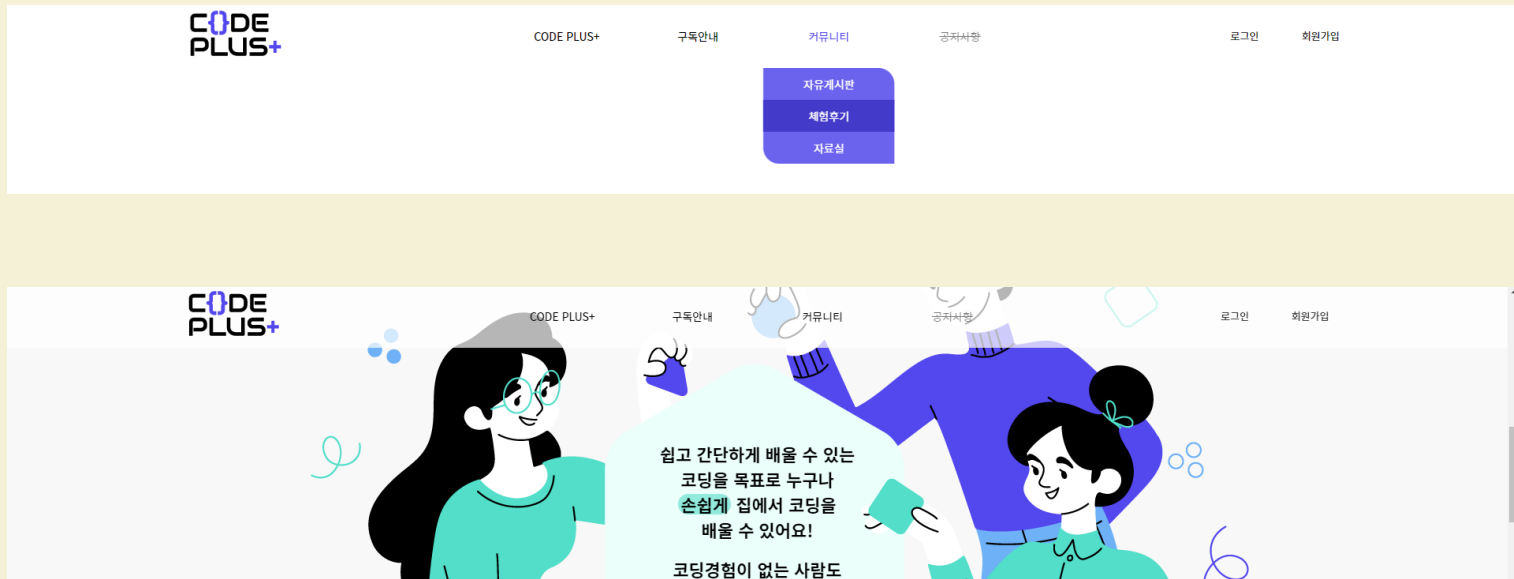 C{}DE
PLUS+
CODE PLUS+ 구독안내 커뮤니티 공지사항 로그인 회원가입
자유게시판
체험후기
자료실
C{}DE
PLUS+
CODE PLUS+ 구독안내 커뮤니티 공지사항 로그인 회원가입
쉽고 간단하게 배울 수 있는
코딩을 목표로 누구나
손쉽게 집에서 코딩을
배울 수 있어요!
코딩경험이 없는 사람도